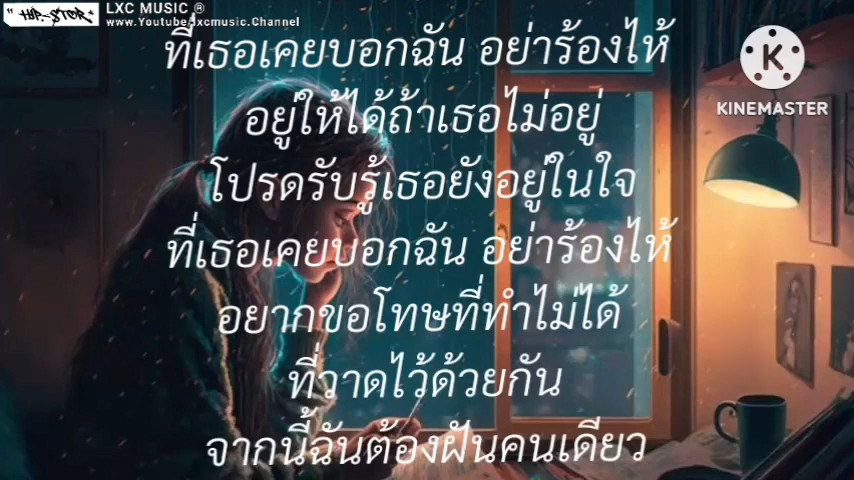 HIP-STER
LXC MUSIC ®
www.Youtube.lxcmusic.Channel
KINEMASTER
ที่เธอเคยบอกฉัน อย่าร้องไห้
อยู่ให้ได้ถ้าเธอไม่อยู่
โปรดรับรู้เธอยังอยู่ในใจ
ที่เธอเคยบอกฉัน อย่าร้องไห้
อยากขอโทษที่ทำไม่ได้
ที่วาดไว้ด้วยกัน
จากนี้ฉันต้องฝันคนเดียว